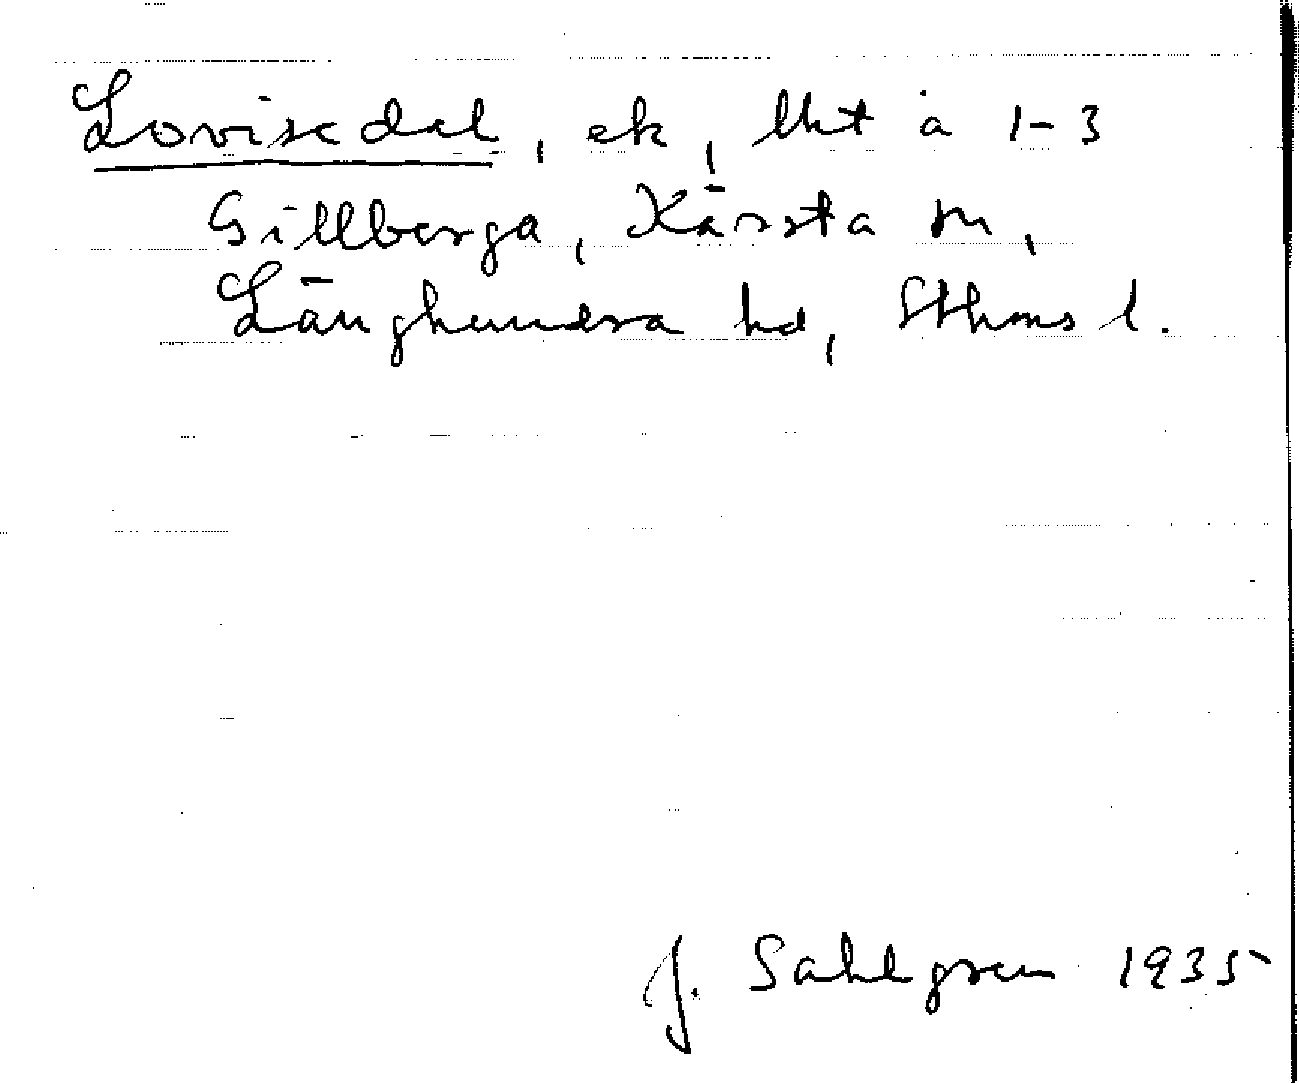 Lovisedal, ek, lht å 1-3
Gillberga, Kårsta sn,
Långhundra hd, Sthms l.
J. Sahlgren 1935